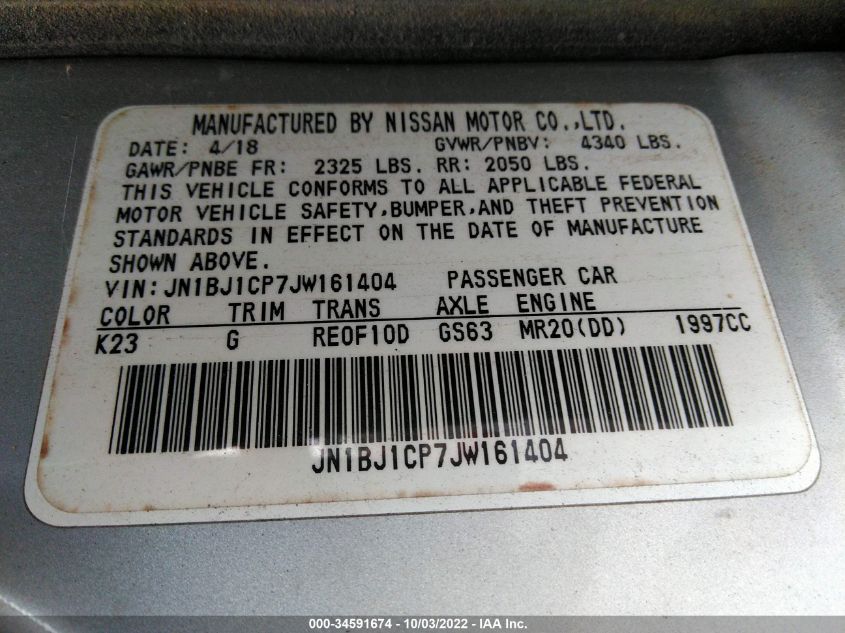 MANUFACTURED BY NISSAN MOTOR CO.,LTD.
DATE: 4/18 GVWR/PNBV: 4340 LBS.
GAWR/PNBE FR: 2325 LBS. RR: 2050 LBS.
THIS VEHICLE CONFORMS TO ALL APPLICABLE FEDERAL
MOTOR VEHICLE SAFETY,BUMPER,AND THEFT PREVENTION
STANDARDS IN EFFECT ON THE DATE OF MANUFACTURE
SHOWN ABOVE.
VIN:JN1BJ1CP7JW161404 PASSENGER CAR
COLOR TRIM TRANS AXLE ENGINE
K23 G RE0F10D GS63 MR20(DD) 1997CC
JN1BJ1CP7JW161404
000-34591674 - 10/03/2022 - IAA Inc.